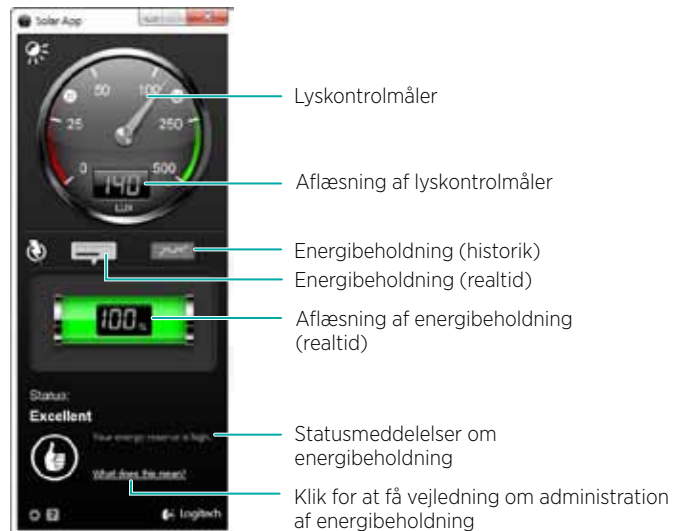 Solar App
50
100
25
250
0
500
140
LUX
100%
Status:
Excellent
Your energy reserve is high.
What does this mean?
Logitech
Lyskontrolmåler
Aflæsning af lyskontrolmåler
Energibeholdning (historik)
Energibeholdning (realtid)
Aflæsning af energibeholdning
(realtid)
Statusmeddelelser om
energibeholdning
Klik for at få vejledning om administration
af energibeholdning